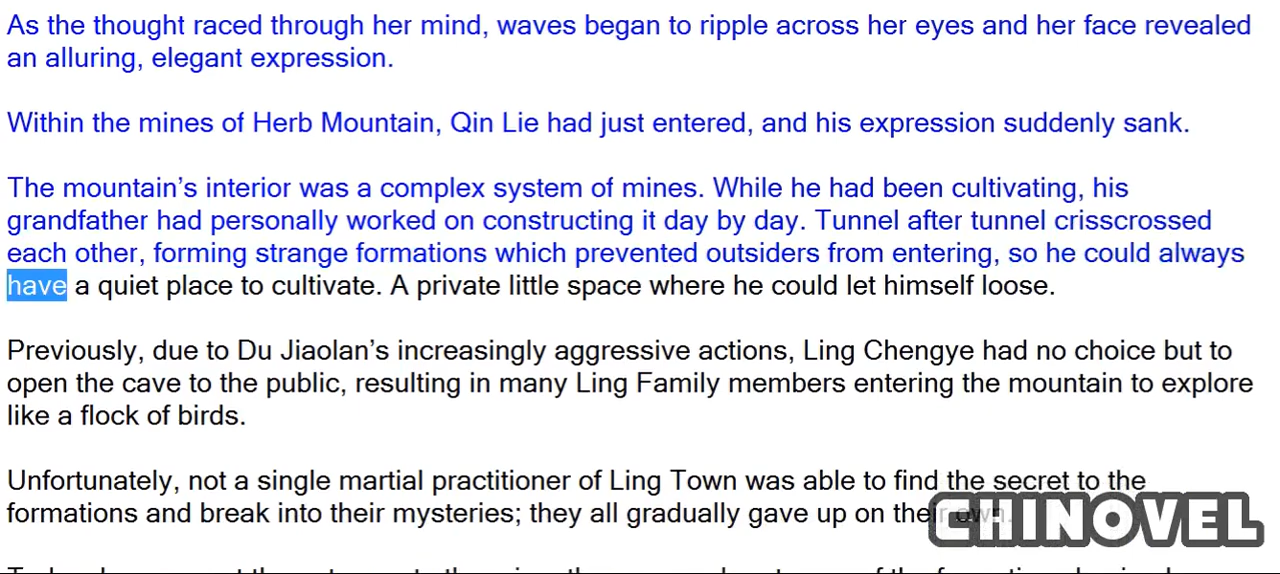 As the thought raced through her mind, waves began to ripple across her eyes and her face revealed
an alluring, elegant expression.
Within the mines of Herb Mountain, Qin Lie had just entered, and his expression suddenly sank.
The mountain’s interior was a complex system of mines. While he had been cultivating, his
grandfather had personally worked on constructing it day by day. Tunnel after tunnel crisscrossed
each other, forming strange formations which prevented outsiders from entering, so he could always
have a quiet place to cultivate. A private little space where he could let himself loose.
Previously, due to Du Jiaolan’s increasingly aggressive actions, Ling Chengye had no choice but to
open the cave to the public, resulting in many Ling Family members entering the mountain to explore
like a flock of birds.
Unfortunately, not a single martial practitioner of Ling Town was able to find the secret to the
formations and break into their mysteries; they all gradually gave up on their own.
CHINOVEL